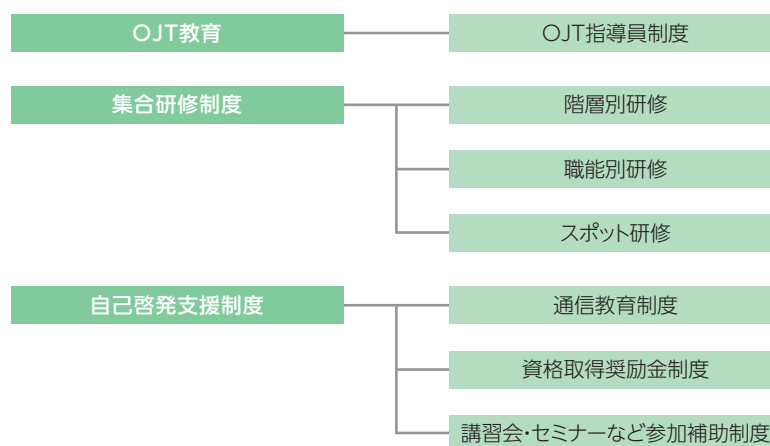 OJT教育
OJT指導員制度
集合研修制度
階層別研修
職能別研修
スポット研修
自己啓発支援制度
通信教育制度
資格取得奨励金制度
講習会・セミナーなど参加補助制度